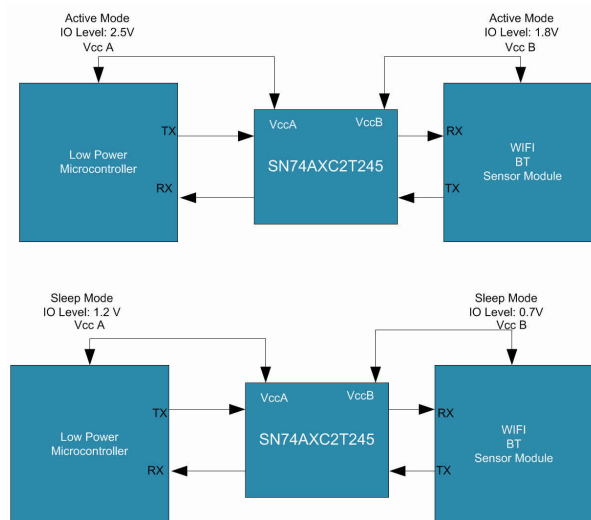 Active Mode
IO Level: 2.5V
Vcc A
Active Mode
IO Level: 1.8V
Vcc B
Low Power
Microcontroller
TX
RX
VccA
VccB
SN74AXC2T245
RX
TX
WIFI
BT
Sensor Module
Sleep Mode
IO Level: 1.2 V
Vcc A
Sleep Mode
IO Level: 0.7V
Vcc B
Low Power
Microcontroller
TX
RX
VccA
VccB
SN74AXC2T245
RX
TX
WIFI
BT
Sensor Module